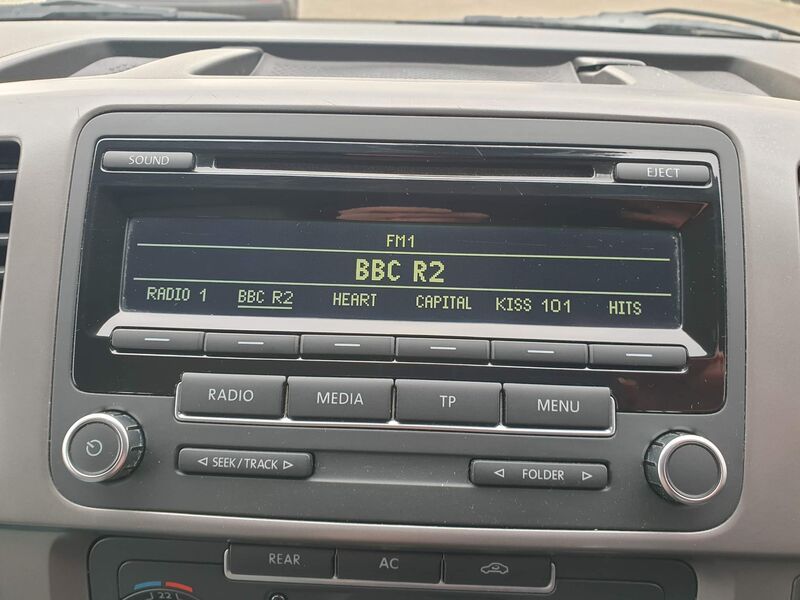 SOUND
EJECT
FM1
BBC R2
RADIO 1 BBC R2 HEART CAPITAL KISS 101 HITS
RADIO MEDIA TP MENU
SEEK/TRACK
FOLDER
REAR AC
22